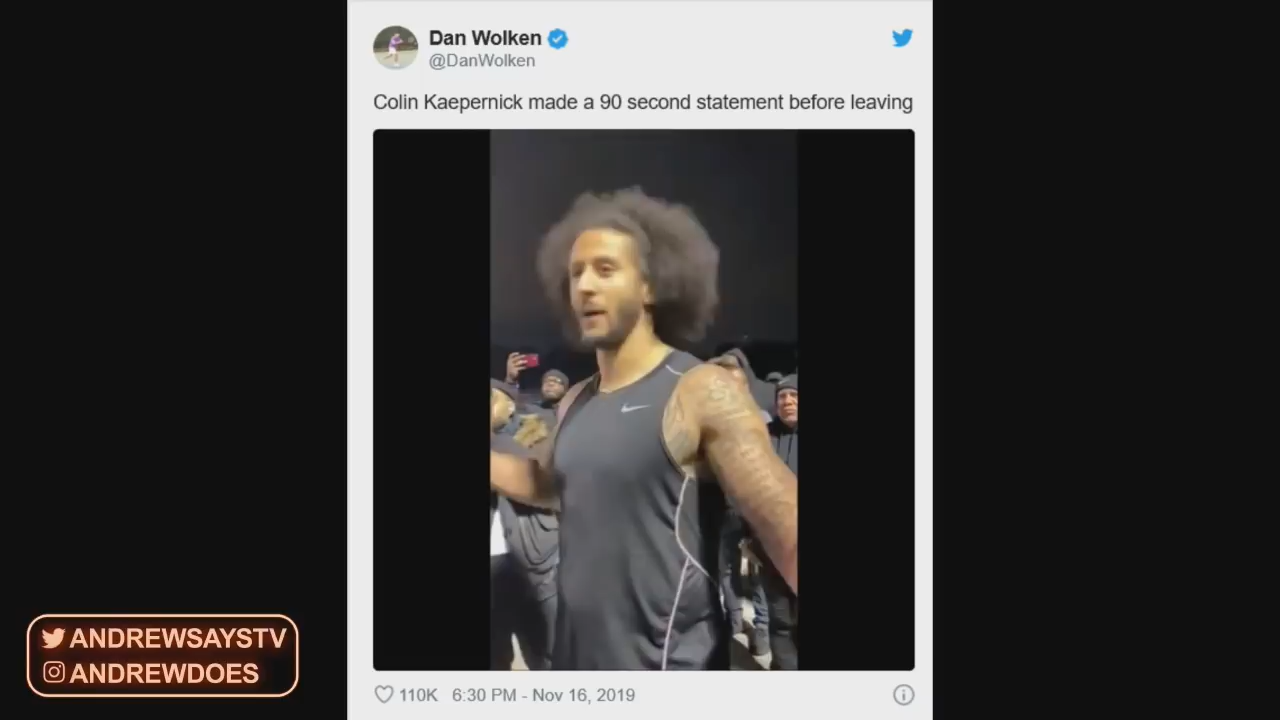 Dan Wolken
@DanWolken
Colin Kaepernick made a 90 second statement before leaving
110K 6:30 PM - Nov 16, 2019
ANDREWSAYSTV
ANDREWDOES